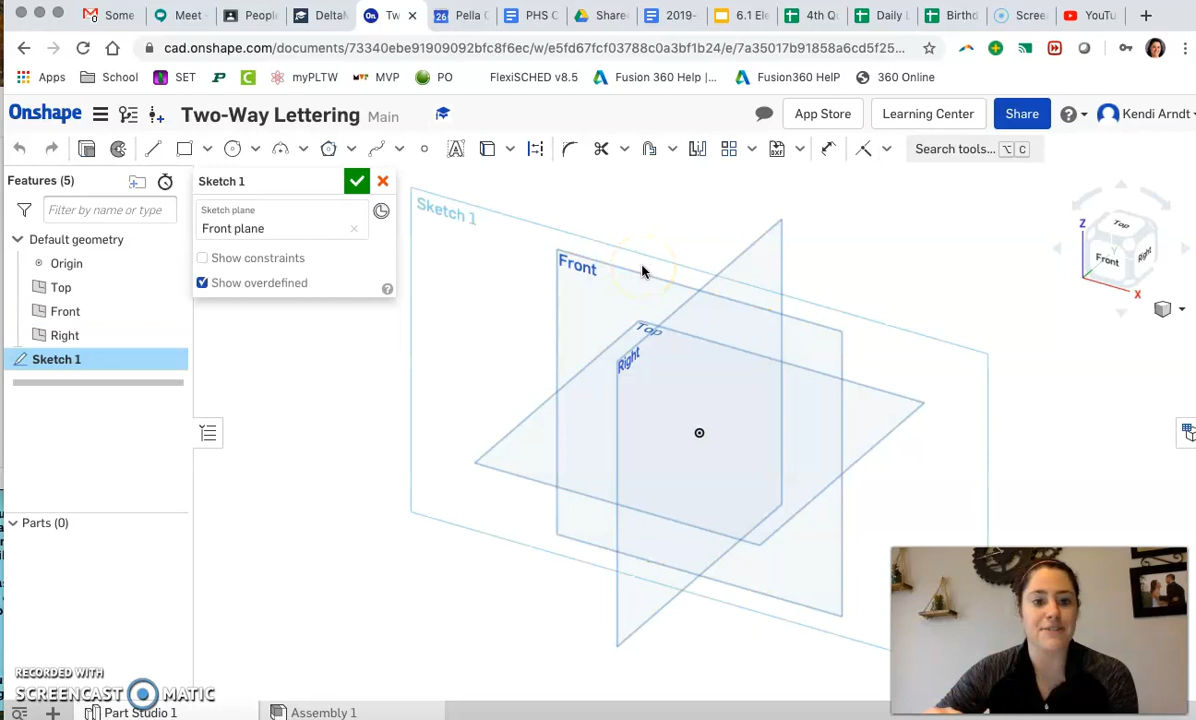 Some
Meet -
People
DeltaM
Tw
Pella C
PHS G
Share
2019-
6.1 Ele
4th Qu
Daily L
Birthd
Scree
YouTu
cad.onshape.com/documents/73340ebe91909092bfc8f6ec/w/e5fd67fcf03788c0a3bf1b24/e/7a35017b91858a6cd5f25...
Apps
School
SET
myPLTW
MVP
PO
FlexiSCHED v8.5
Fusion 360 Help |...
Fusion360 HelP
360 Online
Onshape
Two-Way Lettering Main
App Store
Learning Center
Share
Kendi Arndt
Search tools... ⌥ C
Features (5)
Filter by name or type
Default geometry
Origin
Top
Front
Right
Sketch 1
Parts (0)
Sketch 1
Sketch plane
Front plane
Show constraints
Show overdefined
Sketch 1
Front
Top
Right
Z
Top
Y
Front
Right
X
RECORDED WITH
SCREENCAST MATIC
Part Studio 1
Assembly 1